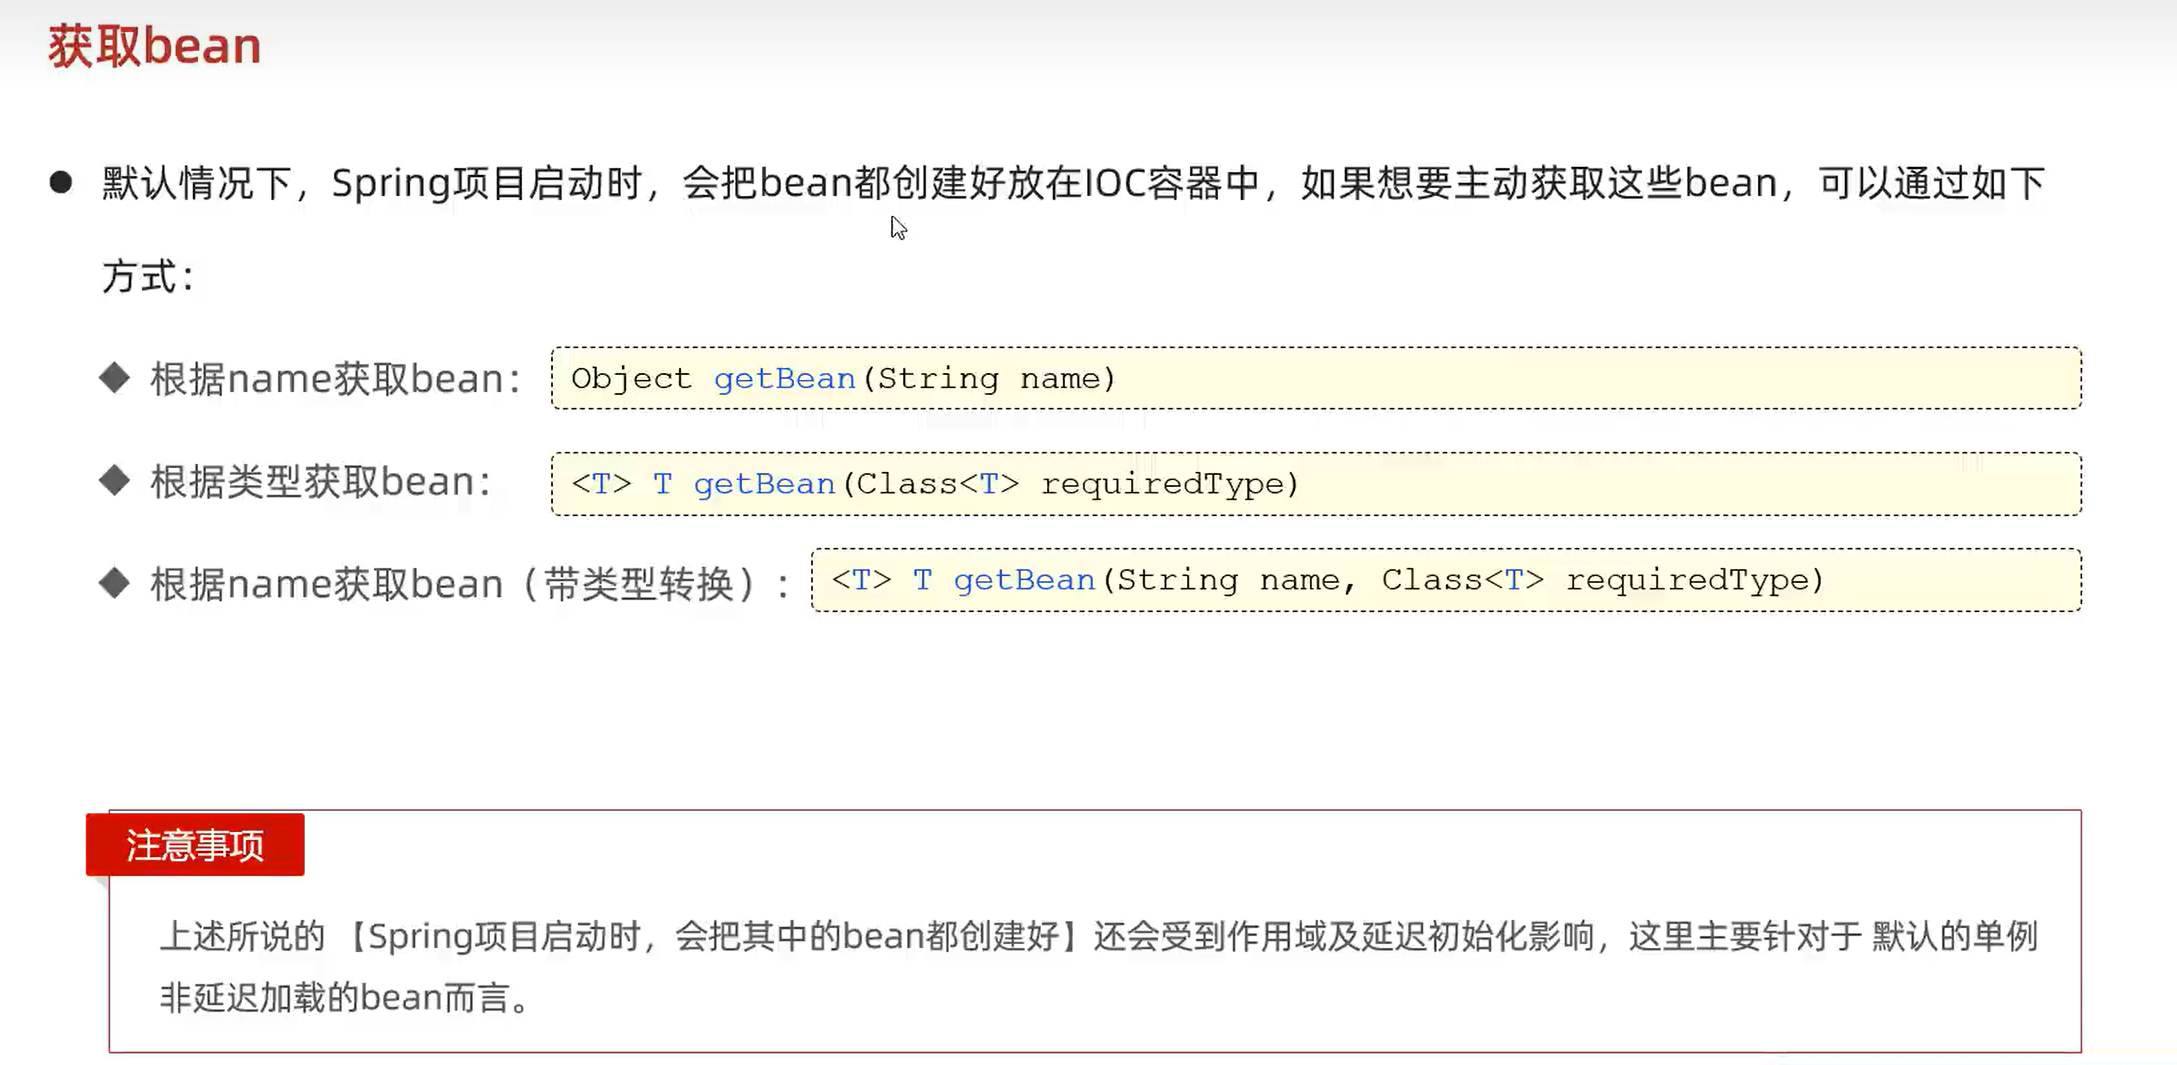 获取bean
默认情况下，Spring项目启动时，会把bean都创建好放在IOC容器中，如果想要主动获取这些bean，可以通过如下
方式：
根据name获取bean： Object getBean(String name)
根据类型获取bean： <T> T getBean(Class<T> requiredType)
根据name获取bean（带类型转换）： <T> T getBean(String name, Class<T> requiredType)
注意事项
上述所说的 【Spring项目启动时，会把其中的bean都创建好】还会受到作用域及延迟初始化影响，这里主要针对于 默认的单例
非延迟加载的bean而言。